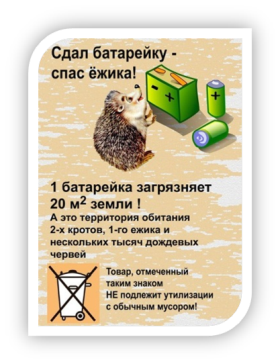 Сдал батарейку -
спас ёжика!
1 батарейка загрязняет
20 м² земли !
А это территория обитания
2-х кротов, 1-го ежика и
нескольких тысяч дождевых
червей
Товар, отмеченный
таким знаком
НЕ подлежит утилизации
с обычным мусором!